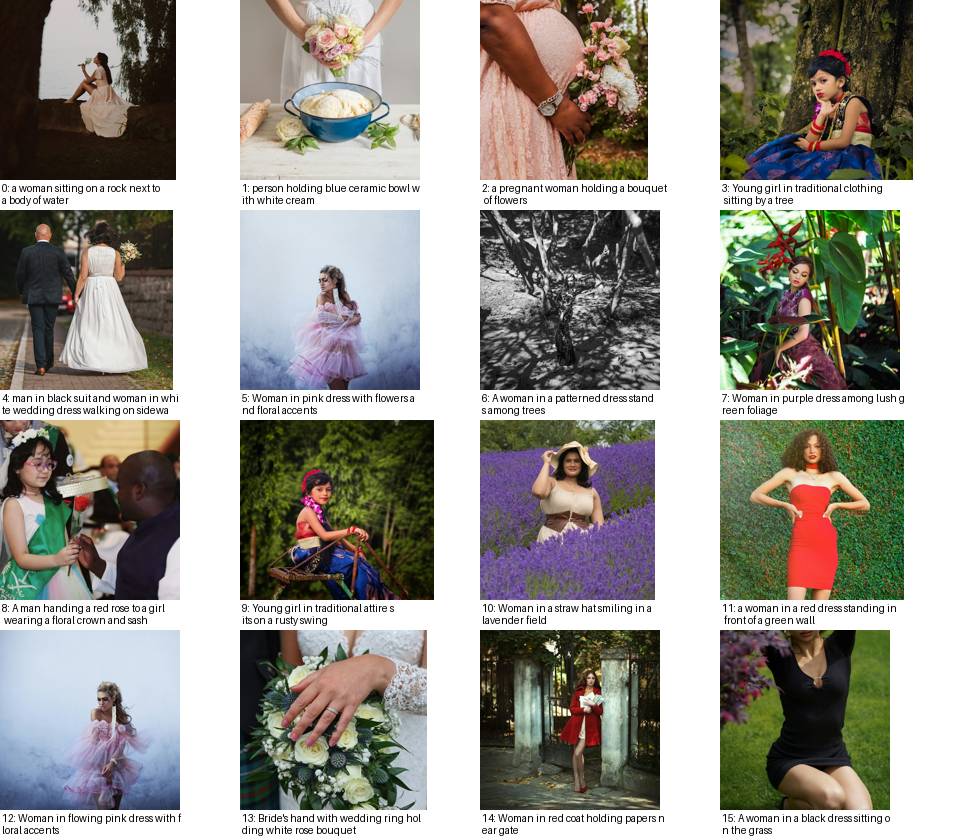 0: a woman sitting on a rock next to
a body of water
1: person holding blue ceramic bowl w
ith white cream
2: a pregnant woman holding a bouquet
of flowers
3: Young girl in traditional clothing
sitting by a tree
4: man in black suit and woman in whi
te wedding dress walking on sidewa
5: Woman in pink dress with flowers a
nd floral accents
6: A woman in a patterned dress stand
s among trees
7: Woman in purple dress among lush g
reen foliage
8: A man handing a red rose to a girl
wearing a floral crown and sash
9: Young girl in traditional attire s
its on a rusty swing
10: Woman in a straw hat smiling in a
lavender field
11: a woman in a red dress standing in
front of a green wall
12: Woman in flowing pink dress with f
loral accents
13: Bride's hand with wedding ring hol
ding white rose bouquet
14: Woman in red coat holding papers n
ear gate
15: A woman in a black dress sitting o
n the grass